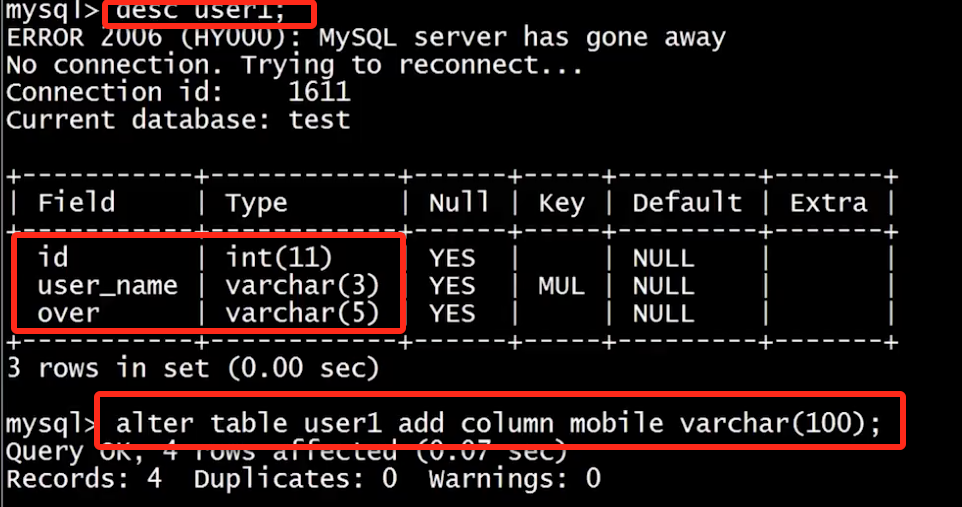 mysql> desc user1;
ERROR 2006 (HY000): MySQL server has gone away
No connection. Trying to reconnect...
Connection id:    1611
Current database: test

+-----------+-------------+------+-----+---------+-------+
| Field     | Type        | Null | Key | Default | Extra |
+-----------+-------------+------+-----+---------+-------+
| id        | int(11)     | YES  |     | NULL    |       |
| user_name | varchar(3)  | YES  | MUL | NULL    |       |
| over      | varchar(5)  | YES  |     | NULL    |       |
+-----------+-------------+------+-----+---------+-------+
3 rows in set (0.00 sec)

mysql> alter table user1 add column mobile varchar(100);
Query OK, 4 rows affected (0.07 sec)
Records: 4  Duplicates: 0  Warnings: 0